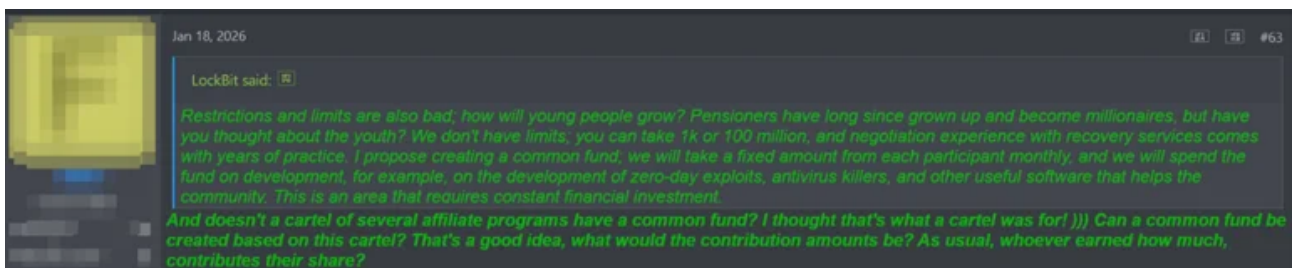 Jan 18, 2026
#63
LockBit said:
Restrictions and limits are also bad; how will young people grow? Pensioners have long since grown up and become millionaires, but have
you thought about the youth? We don't have limits; you can take 1k or 100 million, and negotiation experience with recovery services comes
with years of practice. I propose creating a common fund; we will take a fixed amount from each participant monthly, and we will spend the
fund on development, for example, on the development of zero-day exploits, antivirus killers, and other useful software that helps the
community. This is an area that requires constant financial investment.
And doesn't a cartel of several affiliate programs have a common fund? I thought that's what a cartel was for! ))) Can a common fund be
created based on this cartel? That's a good idea, what would the contribution amounts be? As usual, whoever earned how much,
contributes their share?